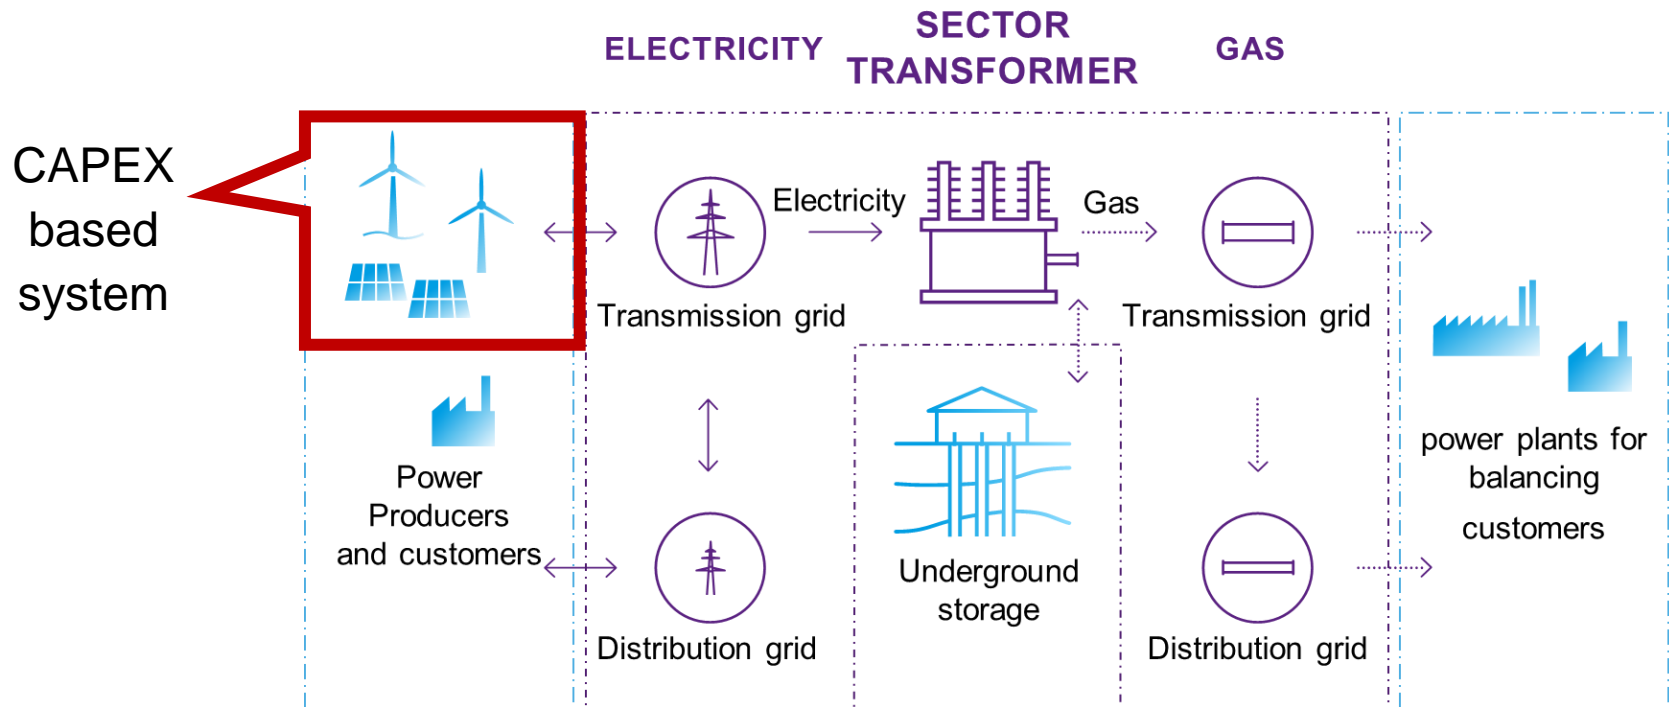 ELECTRICITY
SECTOR
TRANSFORMER
GAS
CAPEX
based
system
Electricity
Gas
Transmission grid
Transmission grid
Power
Producers
and customers
power plants for
balancing
customers
Underground
storage
Distribution grid
Distribution grid